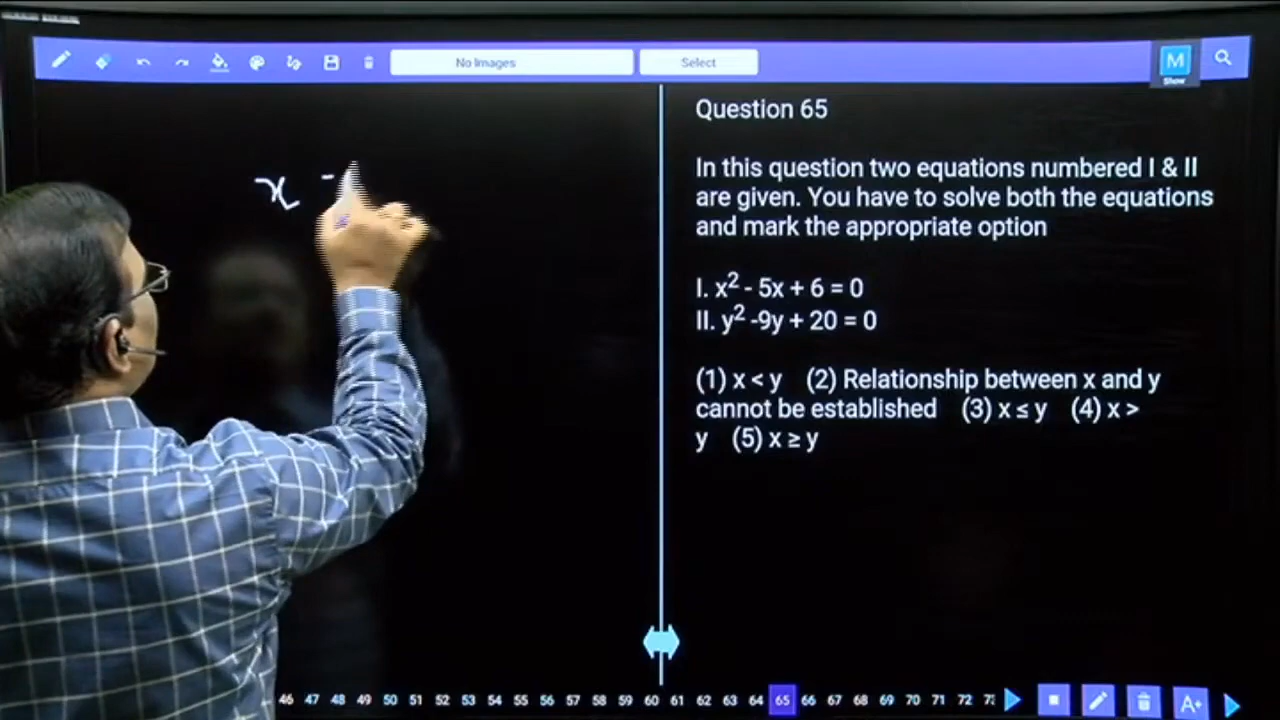 No Images
Select
M
Show
x -
Question 65
In this question two equations numbered I & II
are given. You have to solve both the equations
and mark the appropriate option
I. x² - 5x + 6 = 0
II. y² -9y + 20 = 0
(1) x < y (2) Relationship between x and y
cannot be established (3) x ≤ y (4) x >
y (5) x ≥ y
46 47 48 49 50 51 52 53 54 55 56 57 58 59 60 61 62 63 64 65 66 67 68 69 70 71 72
A+